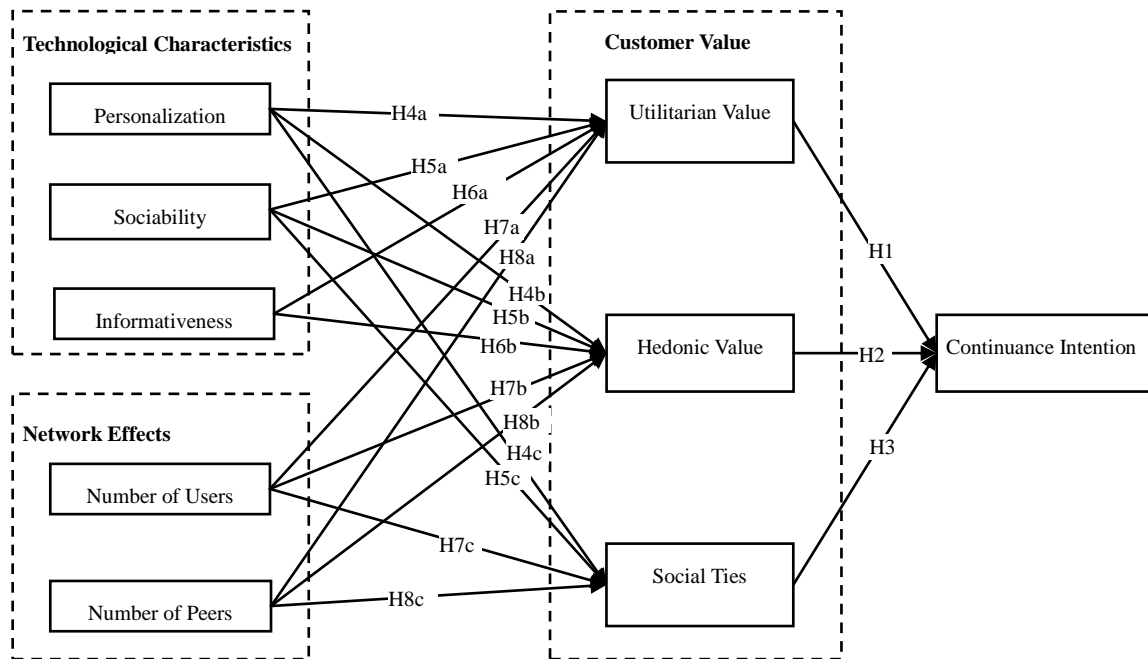 Technological Characteristics
Personalization
Sociability
Informativeness
Network Effects
Number of Users
Number of Peers
H4a
H5a
H6a
H7a
H8a
H4b
H5b
H6b
H7b
H8b
H4c
H5c
H7c
H8c
Customer Value
Utilitarian Value
Hedonic Value
Social Ties
H1
H2
H3
Continuance Intention